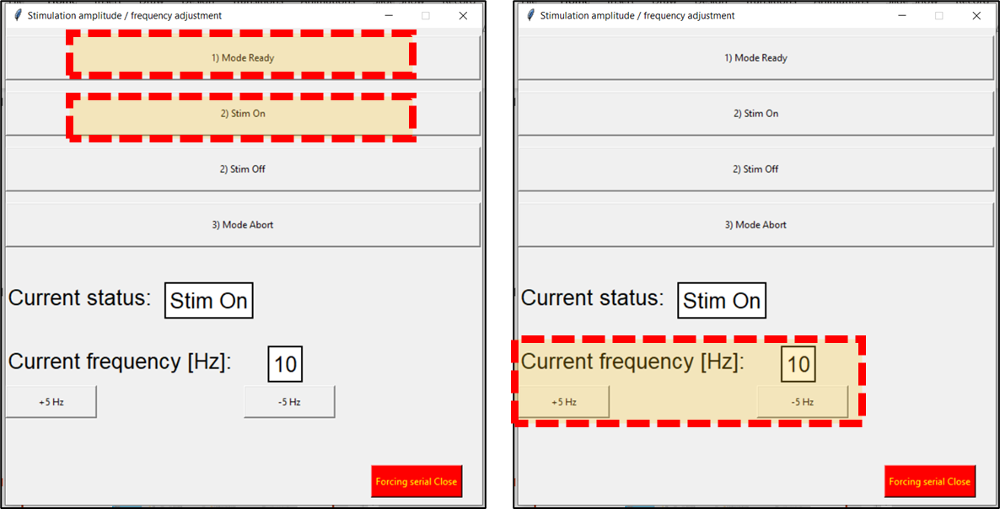 Stimulation amplitude / frequency adjustment
1) Mode Ready
2) Stim On
2) Stim Off
3) Mode Abort
Current status: Stim On
Current frequency [Hz]: 10
+5 Hz -5 Hz
Forcing serial Close
Stimulation amplitude / frequency adjustment
1) Mode Ready
2) Stim On
2) Stim Off
3) Mode Abort
Current status: Stim On
Current frequency [Hz]: 10
+5 Hz -5 Hz
Forcing serial Close